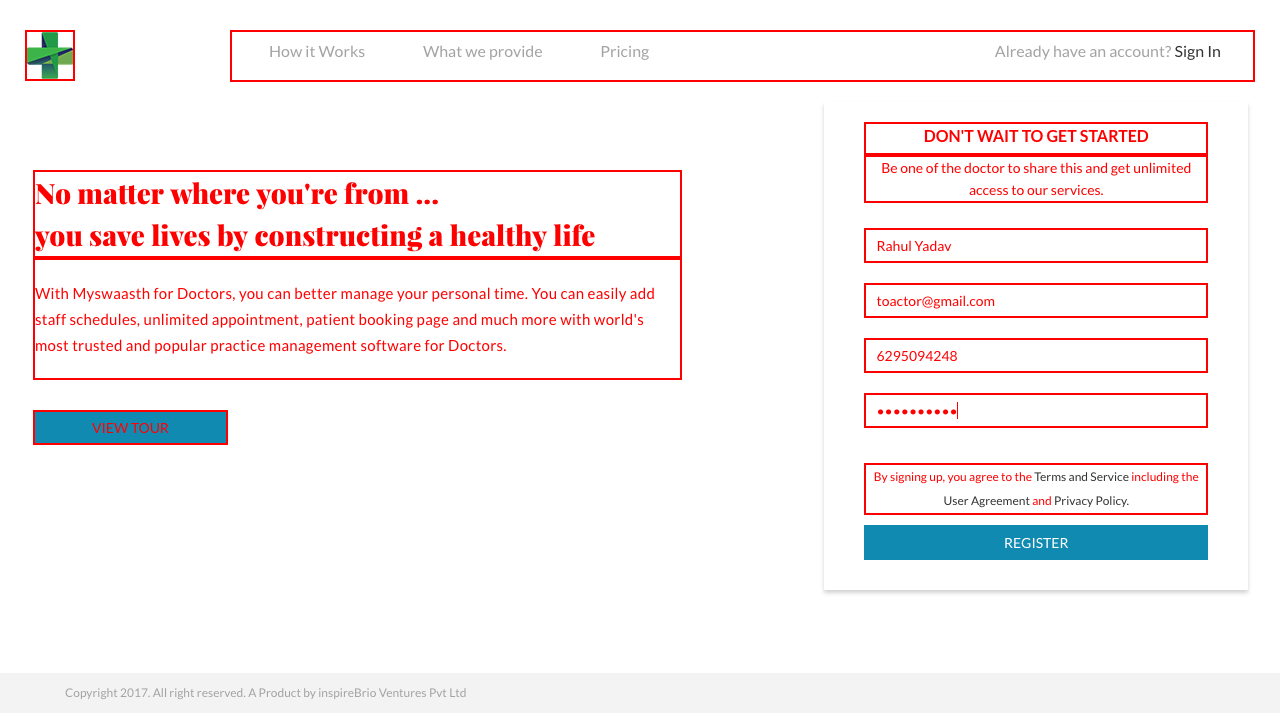 How it Works What we provide Pricing Already have an account? Sign In
No matter where you're from ...
you save lives by constructing a healthy life
With Myswaasth for Doctors, you can better manage your personal time. You can easily add
staff schedules, unlimited appointment, patient booking page and much more with world's
most trusted and popular practice management software for Doctors.
VIEW TOUR
DON'T WAIT TO GET STARTED
Be one of the doctor to share this and get unlimited
access to our services.
Rahul Yadav
toactor@gmail.com
6295094248
••••••••••
By signing up, you agree to the Terms and Service including the
User Agreement and Privacy Policy.
REGISTER
Copyright 2017. All right reserved. A Product by inspireBrio Ventures Pvt Ltd